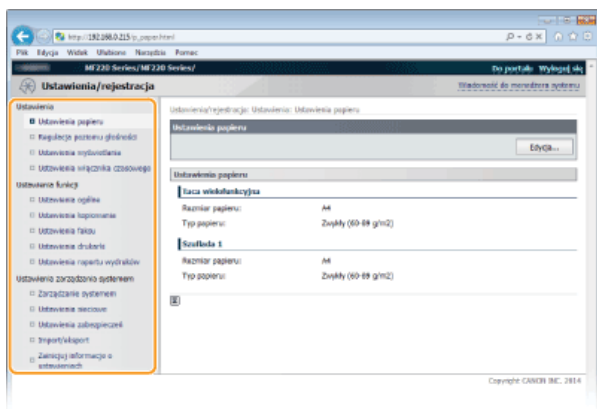 http://192.168.0.215/p_paper.html
Plik Edycja Widok Ulubione Narzędzia Pomoc
MF220 Series/MF220 Series/
Do portalu Wyloguj się
Ustawienia/rejestracja
Wiadomość do menedżera systemu
Ustawienia
Ustawienia papieru
Regulacja poziomu głośności
Ustawienia wyświetlania
Ustawienia włącznika czasowego
Ustawienia funkcji
Ustawienia ogólne
Ustawienia kopiowania
Ustawienia faksu
Ustawienia drukarki
Ustawienia raportu wydruków
Ustawienia zarządzania systemem
Zarządzanie systemem
Ustawienia sieciowe
Ustawienia zabezpieczeń
Import/eksport
Zainicjuj informacje o ustawieniach
Ustawienia/rejestracja: Ustawienia: Ustawienia papieru
Ustawienia papieru
Edycja...
Ustawienia papieru
Taca wielofunkcyjna
Rozmiar papieru: A4
Typ papieru: Zwykły (60-89 g/m2)
Szuflada 1
Rozmiar papieru: A4
Typ papieru: Zwykły (60-89 g/m2)
Copyright CANON INC. 2014